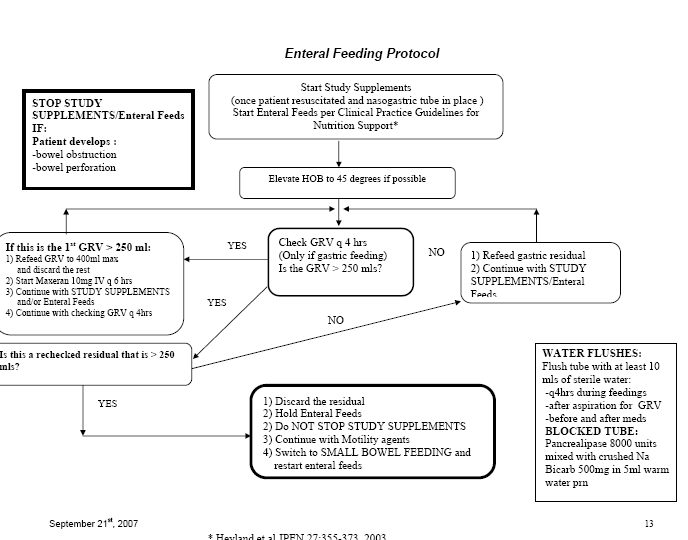 Enteral Feeding Protocol
STOP STUDY
SUPPLEMENTS/Enteral Feeds
IF:
Patient develops :
-bowel obstruction
-bowel perforation
Start Study Supplements
(once patient resuscitated and nasogastric tube in place )
Start Enteral Feeds per Clinical Practice Guidelines for
Nutrition Support*
Elevate HOB to 45 degrees if possible
If this is the 1st GRV > 250 ml:
1) Refeed GRV to 400ml max
and discard the rest
2) Start Maxeran 10mg IV q 6 hrs
3) Continue with STUDY SUPPLEMENTS
and/or Enteral Feeds
4) Continue with checking GRV q 4hrs
YES
Check GRV q 4 hrs
(Only if gastric feeding)
Is the GRV > 250 mls?
NO
1) Refeed gastric residual
2) Continue with STUDY
SUPPLEMENTS/Enteral
Feeds
YES
NO
Is this a rechecked residual that is > 250
mls?
YES
1) Discard the residual
2) Hold Enteral Feeds
2) Do NOT STOP STUDY SUPPLEMENTS
3) Continue with Motility agents
4) Switch to SMALL BOWEL FEEDING and
restart enteral feeds
WATER FLUSHES:
Flush tube with at least 10
mls of sterile water:
-q4hrs during feedings
-after aspiration for GRV
-before and after meds
BLOCKED TUBE:
Pancrealipase 8000 units
mixed with crushed Na
Bicarb 500mg in 5ml warm
water prn
September 21st, 2007
13
* Heyland et al JPEN 27:355-373, 2003